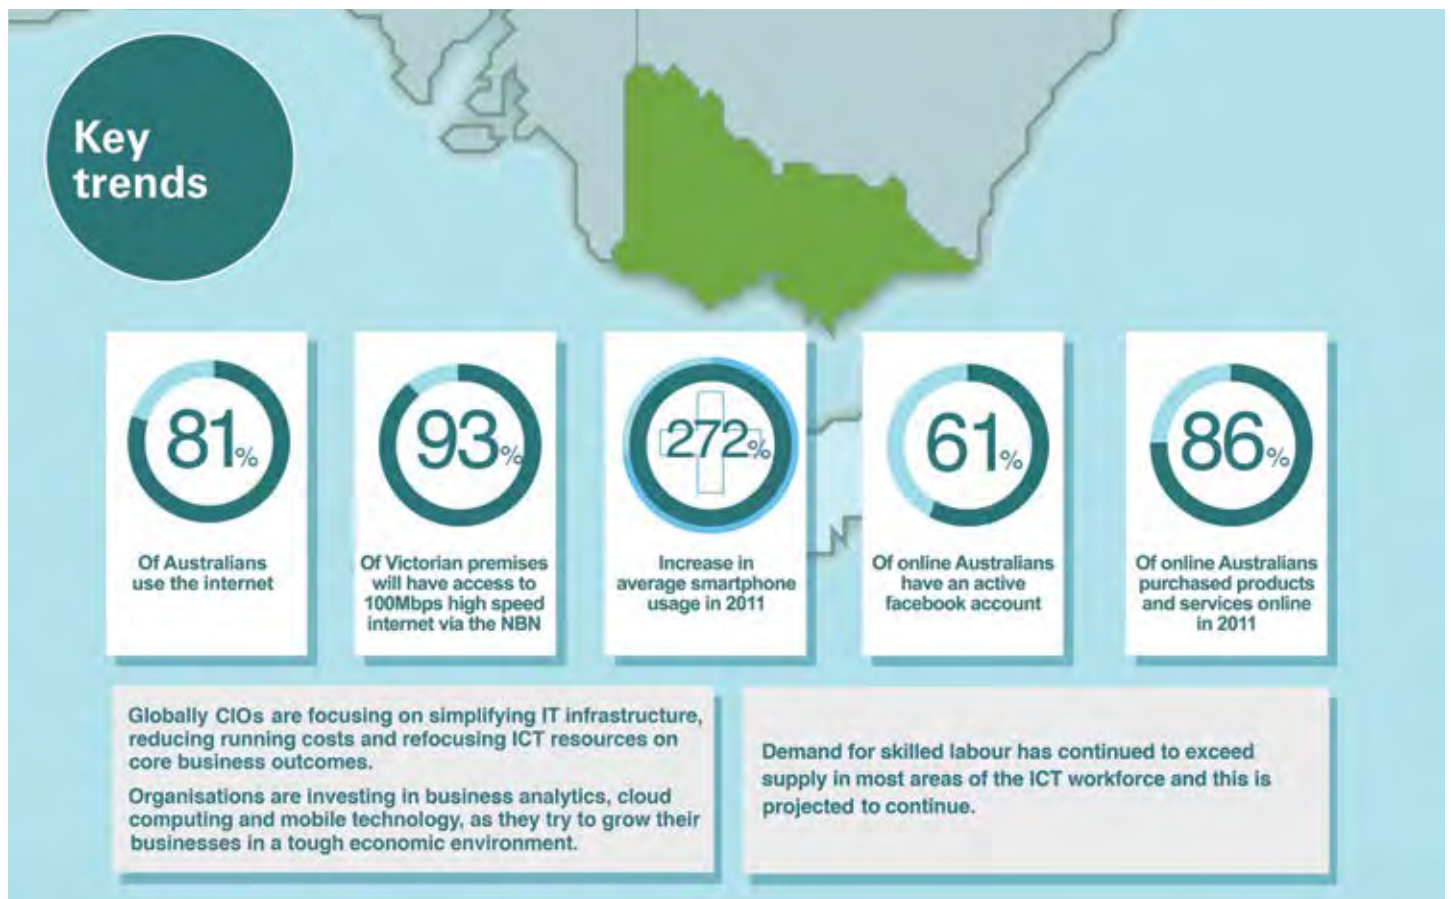 Key
trends
81%
Of Australians
use the internet
93%
Of Victorian premises
will have access to
100Mbps high speed
internet via the NBN
272%
Increase in
average smartphone
usage in 2011
61%
Of online Australians
have an active
facebook account
86%
Of online Australians
purchased products
and services online
in 2011
Globally CIOs are focusing on simplifying IT infrastructure,
reducing running costs and refocusing ICT resources on
core business outcomes.
Organisations are investing in business analytics, cloud
computing and mobile technology, as they try to grow their
businesses in a tough economic environment.
Demand for skilled labour has continued to exceed
supply in most areas of the ICT workforce and this is
projected to continue.